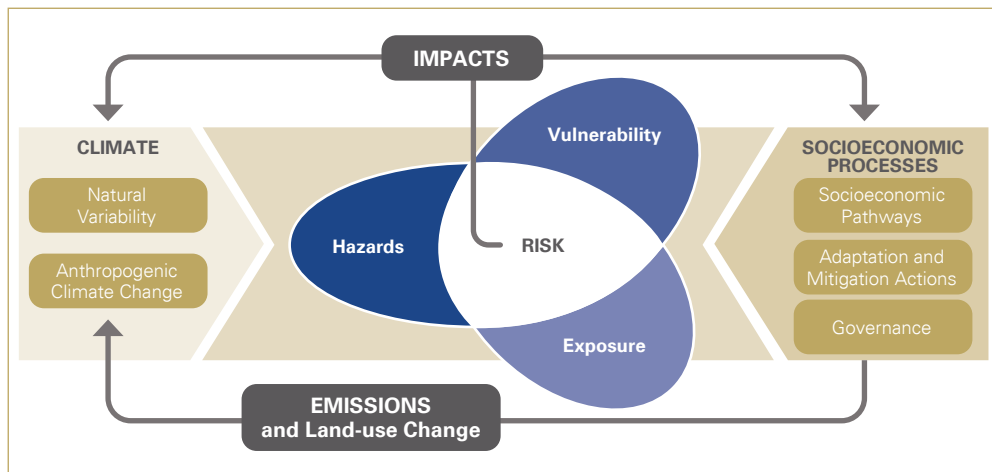 IMPACTS
CLIMATE
Natural
Variability
Anthropogenic
Climate Change
Vulnerability
Hazards
RISK
Exposure
SOCIOECONOMIC
PROCESSES
Socioeconomic
Pathways
Adaptation and
Mitigation Actions
Governance
EMISSIONS
and Land-use Change